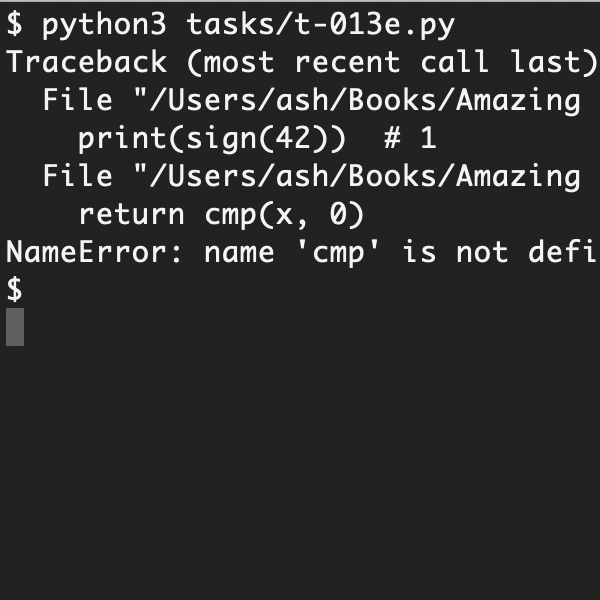 $ python3 tasks/t-013e.py
Traceback (most recent call last)
  File "/Users/ash/Books/Amazing
    print(sign(42))  # 1
  File "/Users/ash/Books/Amazing
    return cmp(x, 0)
NameError: name 'cmp' is not defi
$